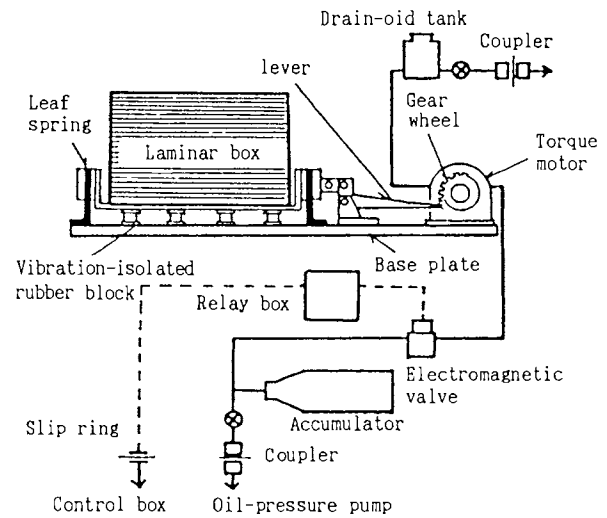 Drain-oid tank
Coupler
lever
Gear
wheel
Leaf
spring
Torque
motor
Laminar box
Vibration-isolated
rubber block
Base plate
Relay box
Electromagnetic
valve
Accumulator
Slip ring
Coupler
Control box
Oil-pressure pump